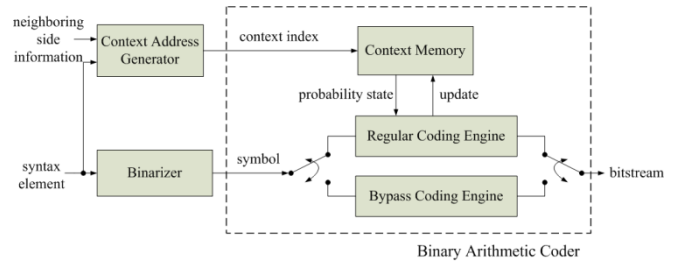 neighboring
side
information
Context Address
Generator
context index
Context Memory
probability state
update
Regular Coding Engine
syntax
element
Binarizer
symbol
bitstream
Bypass Coding Engine
Binary Arithmetic Coder